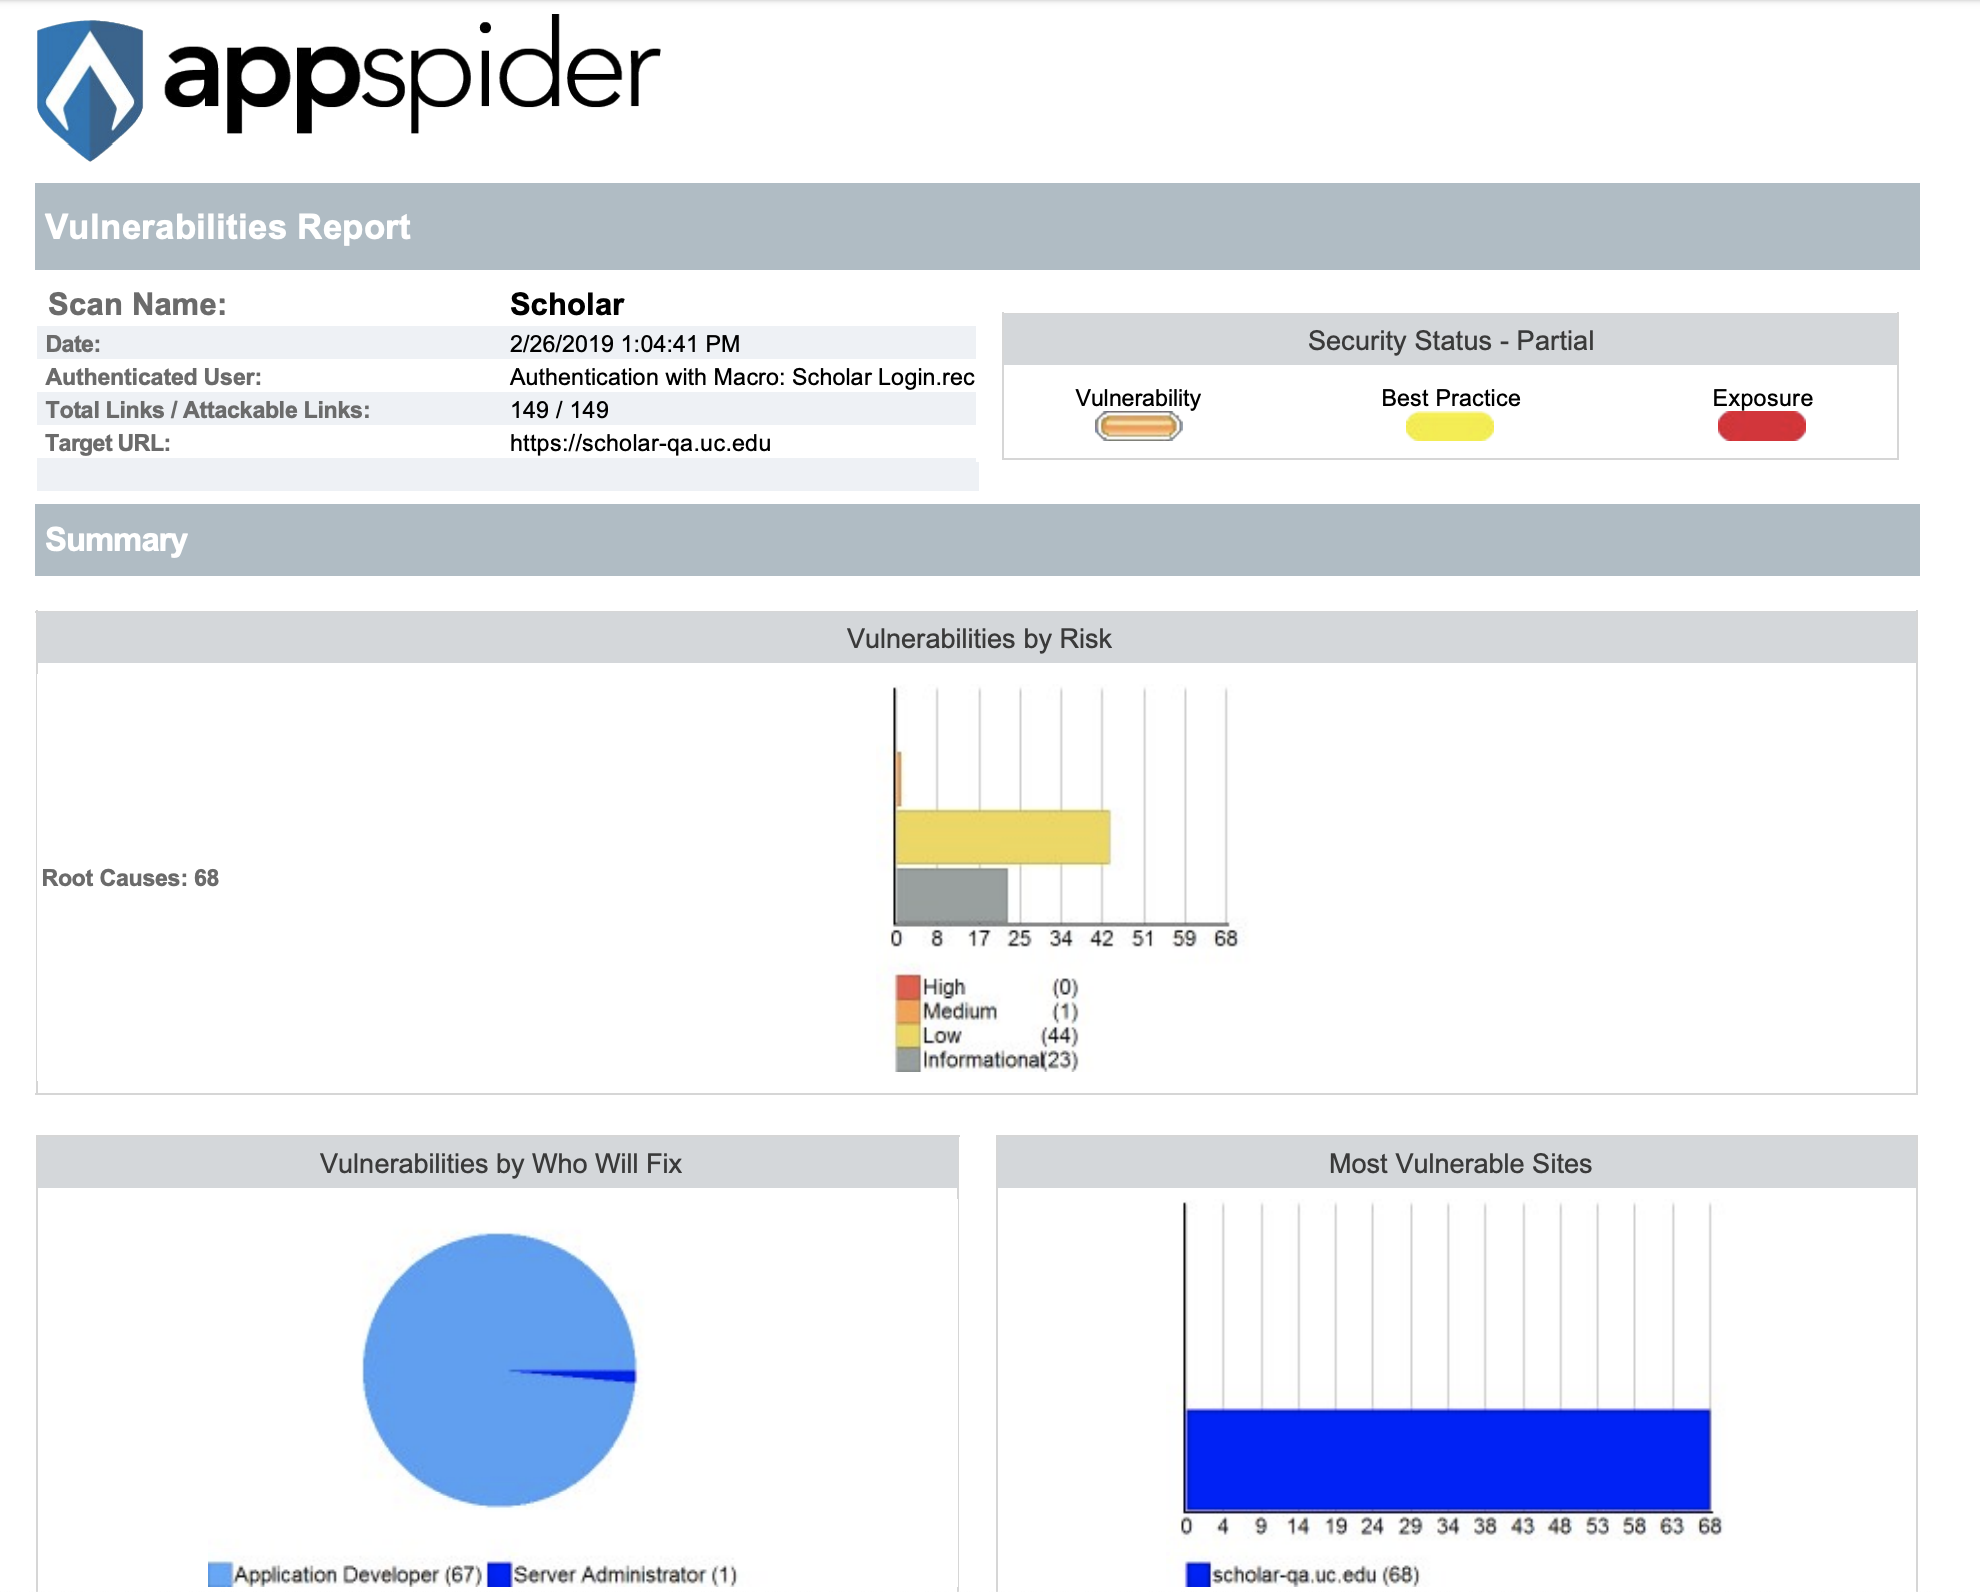 appspider
Vulnerabilities Report
Scan Name: Scholar
Date: 2/26/2019 1:04:41 PM
Authenticated User: Authentication with Macro: Scholar Login.rec
Total Links / Attackable Links: 149 / 149
Target URL: https://scholar-qa.uc.edu
Security Status - Partial
Vulnerability Best Practice Exposure
Summary
Vulnerabilities by Risk
Root Causes: 68
0 8 17 25 34 42 51 59 68
High (0)
Medium (1)
Low (44)
Informational (23)
Vulnerabilities by Who Will Fix
Application Developer (67) Server Administrator (1)
Most Vulnerable Sites
0 4 9 14 19 24 29 34 38 43 48 53 58 63 68
scholar-qa.uc.edu (68)